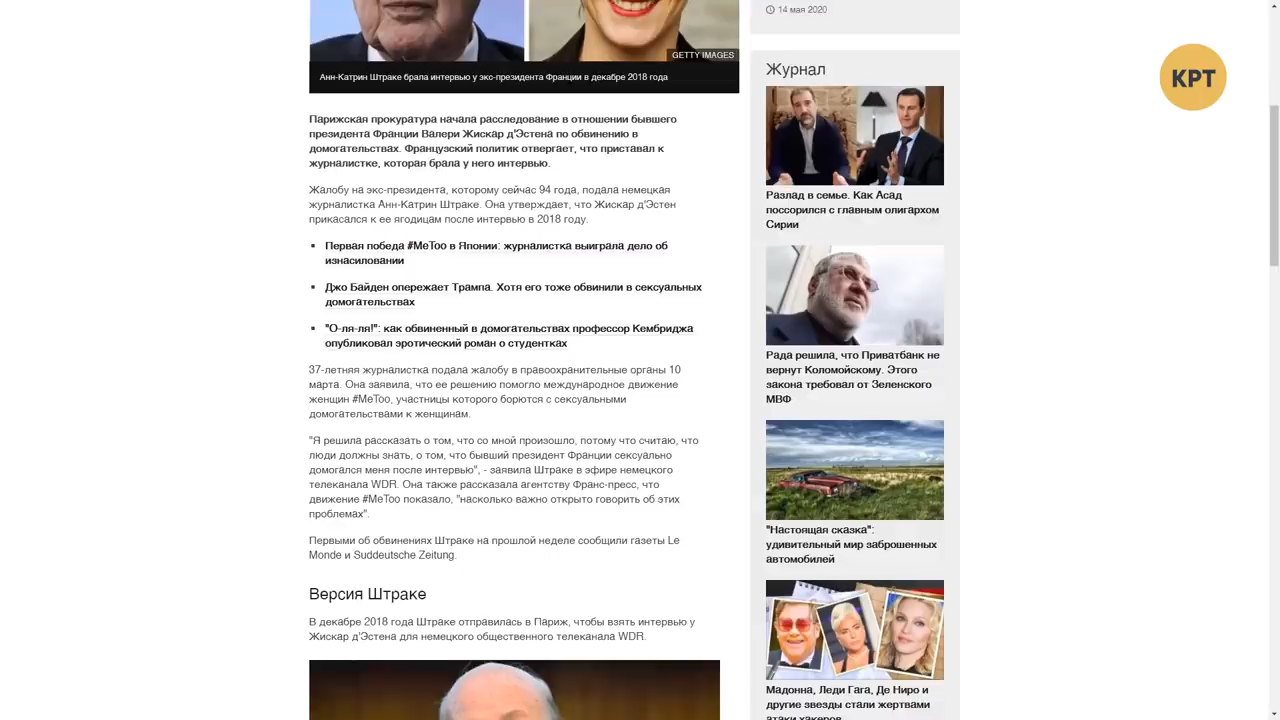 GETTY IMAGES
Анн-Катрин Штраке брала интервью у экс-президента Франции в декабре 2018 года
Парижская прокуратура начала расследование в отношении бывшего
президента Франции Валери Жискар д'Эстена по обвинению в
домогательствах. Французский политик отвергает, что приставал к
журналистке, которая брала у него интервью.
Жалобу на экс-президента, которому сейчас 94 года, подала немецкая
журналистка Анн-Катрин Штраке. Она утверждает, что Жискар д'Эстен
прикасался к ее ягодицам после интервью в 2018 году.
Первая победа #MeToo в Японии: журналистка выиграла дело об
изнасиловании
Джо Байден опережает Трампа. Хотя его тоже обвинили в сексуальных
домогательствах
"О-ля-ля!": как обвиненный в домогательствах профессор Кембриджа
опубликовал эротический роман о студентках
37-летняя журналистка подала жалобу в правоохранительные органы 10
марта. Она заявила, что ее решению помогло международное движение
женщин #MeToo, участницы которого борются с сексуальными
домогательствами к женщинам.
"Я решила рассказать о том, что со мной произошло, потому что считаю, что
люди должны знать, о том, что бывший президент Франции сексуально
домогался меня после интервью", - заявила Штраке в эфире немецкого
телеканала WDR. Она также рассказала агентству Франс-пресс, что
движение #MeToo показало, "насколько важно открыто говорить об этих
проблемах".
Первыми об обвинениях Штраке на прошлой неделе сообщили газеты Le
Monde и Suddeutsche Zeitung.
Версия Штраке
В декабре 2018 года Штраке отправилась в Париж, чтобы взять интервью у
Жискар д'Эстена для немецкого общественного телеканала WDR.
14 мая 2020
Журнал
Разлад в семье. Как Асад
поссорился с главным олигархом
Сирии
Рада решила, что Приватбанк не
вернут Коломойскому. Этого
закона требовал от Зеленского
МВФ
"Настоящая сказка":
удивительный мир заброшенных
автомобилей
Мадонна, Леди Гага, Де Ниро и
другие звезды стали жертвами
атаки хакеров
КРТ